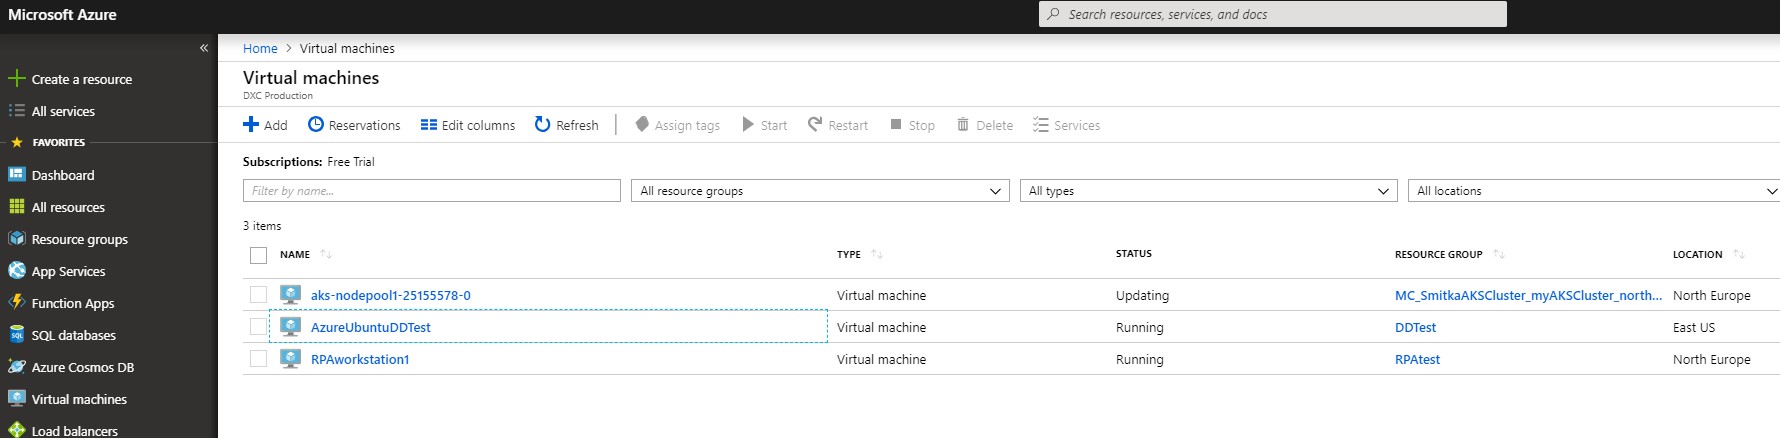 Microsoft Azure
Search resources, services, and docs
«
Create a resource
All services
FAVORITES
Dashboard
All resources
Resource groups
App Services
Function Apps
SQL databases
Azure Cosmos DB
Virtual machines
Load balancers
Home > Virtual machines
Virtual machines
DXC Production
Add Reservations Edit columns Refresh Assign tags Start Restart Stop Delete Services
Subscriptions: Free Trial
Filter by name... All resource groups All types All locations
3 items
NAME TYPE STATUS RESOURCE GROUP LOCATION
aks-nodepool1-25155578-0 Virtual machine Updating MC_SmitkaAKSCluster_myAKSCluster_north... North Europe
AzureUbuntuDDTest Virtual machine Running DDTest East US
RPAworkstation1 Virtual machine Running RPAtest North Europe